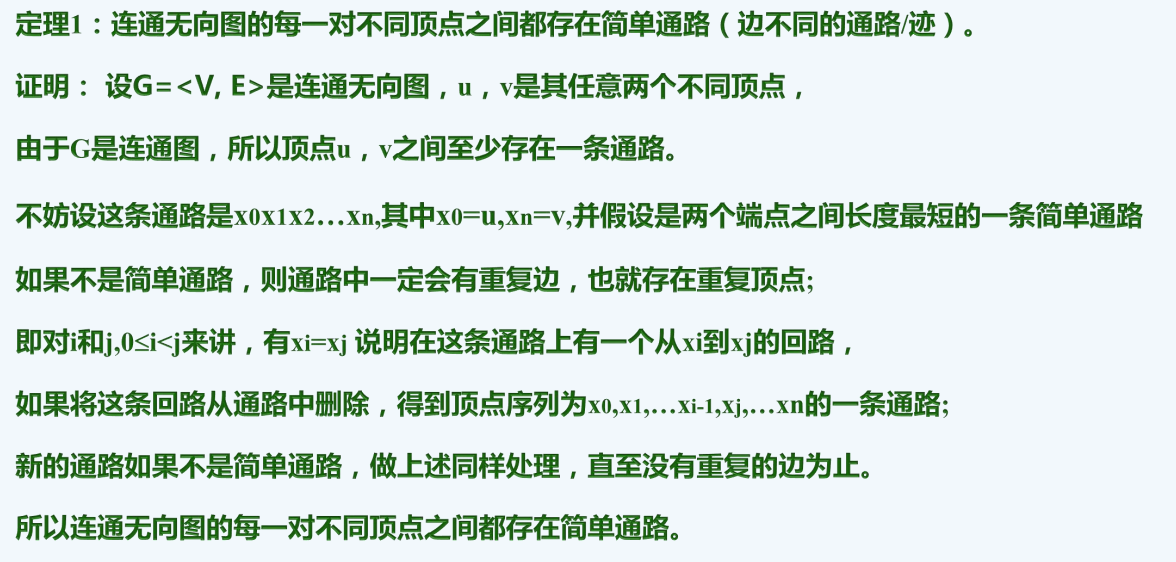 定理1：连通无向图的每一对不同顶点之间都存在简单通路（边不同的通路/迹）。
证明： 设G=<V, E>是连通无向图，u，v是其任意两个不同顶点，
由于G是连通图，所以顶点u，v之间至少存在一条通路。
不妨设这条通路是x0x1x2…xn,其中x0=u,xn=v,并假设是两个端点之间长度最短的一条简单通路
如果不是简单通路，则通路中一定会有重复边，也就存在重复顶点;
即对i和j,0≤i<j来讲，有xi=xj 说明在这条通路上有一个从xi到xj的回路，
如果将这条回路从通路中删除，得到顶点序列为x0,x1,…xi-1,xj,…xn的一条通路;
新的通路如果不是简单通路，做上述同样处理，直至没有重复的边为止。
所以连通无向图的每一对不同顶点之间都存在简单通路。